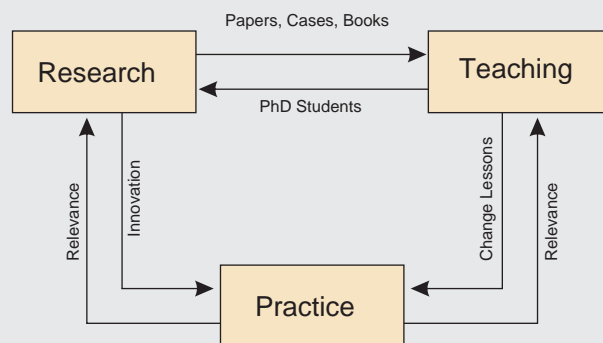 Papers, Cases, Books
Research
Teaching
PhD Students
Relevance
Innovation
Change Lessons
Relevance
Practice